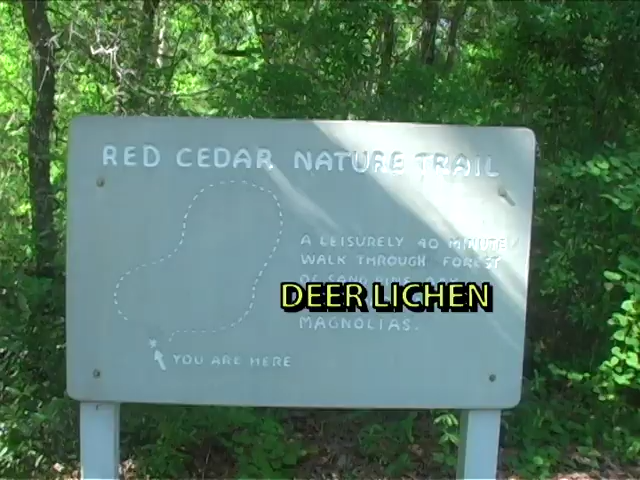 RED CEDAR NATURE TRAIL
A LEISURELY 40 MINUTE
WALK THROUGH FOREST
OF SAND PINE, OAK
DEER LICHEN
MAGNOLIAS.
YOU ARE HERE